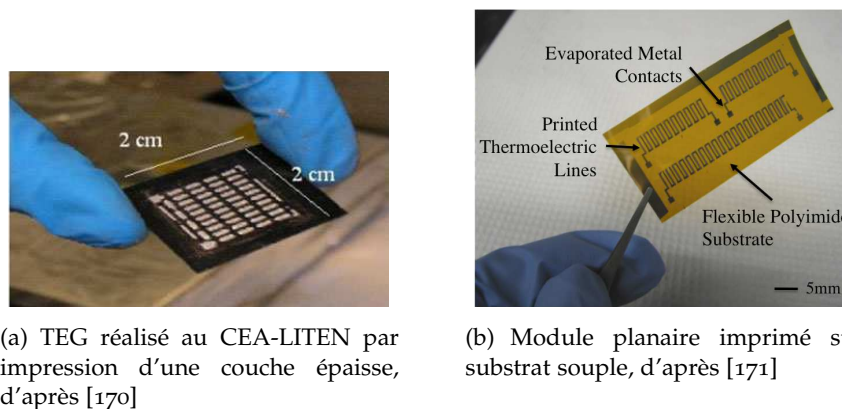 2 cm
2 cm
Evaporated Metal
Contacts
Printed
Thermoelectric
Lines
Flexible Polyimide
Substrate
5mm
(a) TEG réalisé au CEA-LITEN par
impression d'une couche épaisse,
d'après [170]
(b) Module planaire imprimé
substrat souple, d'après [171]